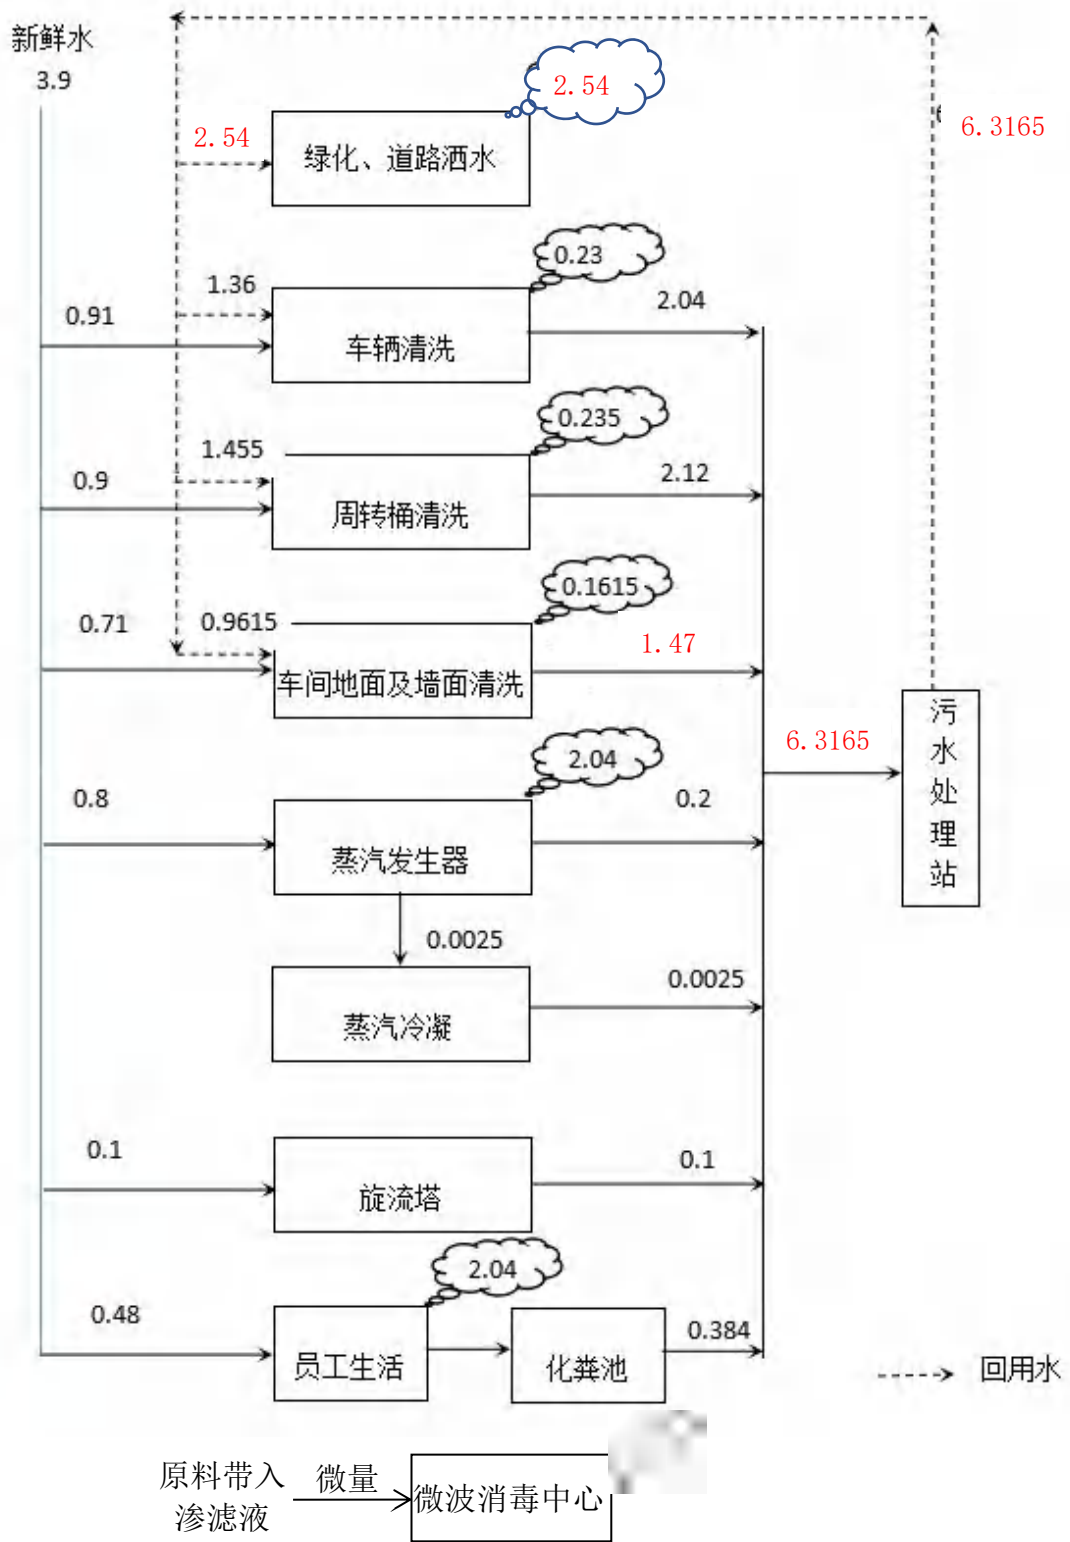 新鲜水
3.9
2.54
2.54
绿化、道路洒水
6.3165
0.23
1.36
2.04
0.91
车辆清洗
0.235
1.455
2.12
0.9
周转桶清洗
0.1615
0.9615
0.71
1.47
车间地面及墙面清洗
污水处理站
6.3165
2.04
0.8
0.2
蒸汽发生器
0.0025
0.0025
蒸汽冷凝
0.1
0.1
旋流塔
2.04
0.48
0.384
员工生活
化粪池
回用水
原料带入
渗滤液
微量
微波消毒中心